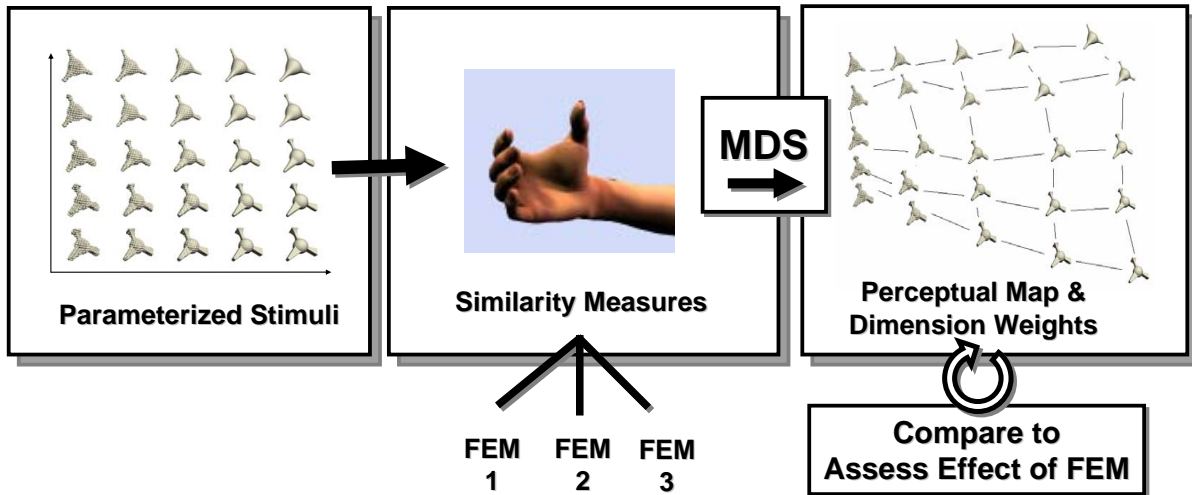 Parameterized Stimuli
Similarity Measures
FEM
1
FEM
2
FEM
3
MDS
Perceptual Map &
Dimension Weights
Compare to
Assess Effect of FEM